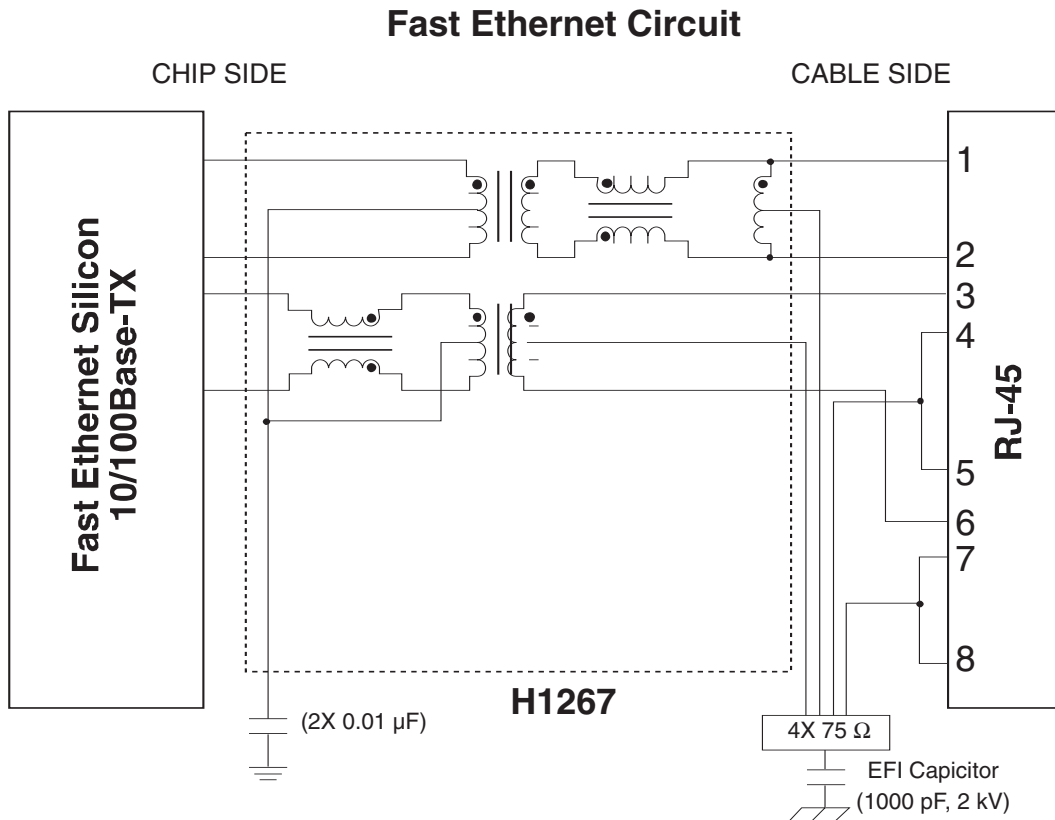 Fast Ethernet Circuit
CHIP SIDE
CABLE SIDE
Fast Ethernet Silicon
10/100Base-TX
1
2
3
4
5
6
7
8
RJ-45
H1267
(2X 0.01 µF)
4X 75 Ω
EFI Capicitor
(1000 pF, 2 kV)